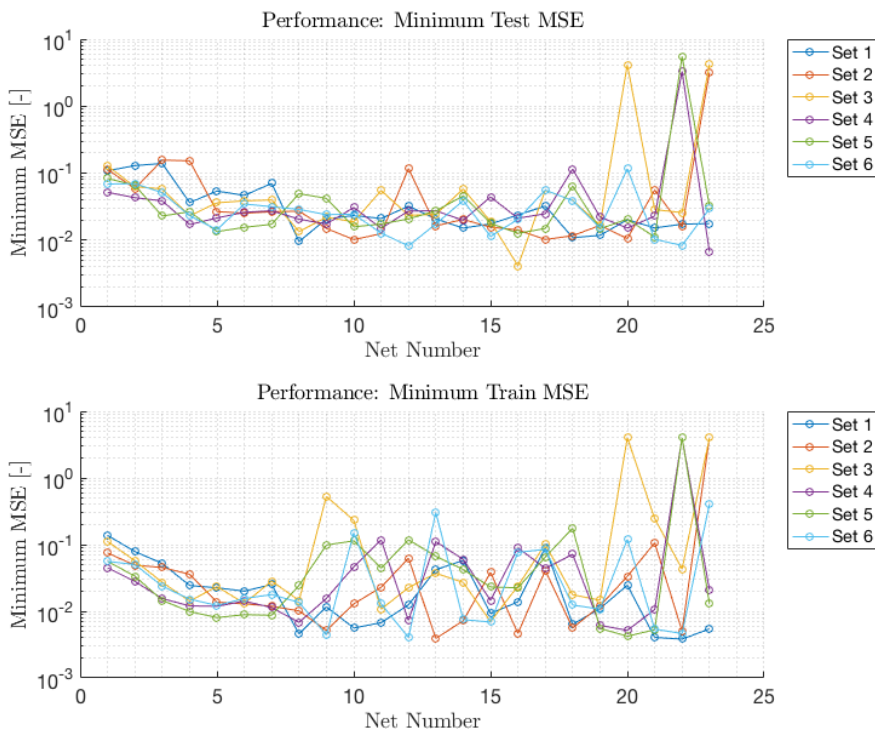 Performance: Minimum Test MSE
10^1
10^0
10^-1
10^-2
10^-3
Minimum MSE [-]
0 5 10 15 20 25
Net Number
Set 1
Set 2
Set 3
Set 4
Set 5
Set 6
Performance: Minimum Train MSE
10^1
10^0
10^-1
10^-2
10^-3
Minimum MSE [-]
0 5 10 15 20 25
Net Number
Set 1
Set 2
Set 3
Set 4
Set 5
Set 6